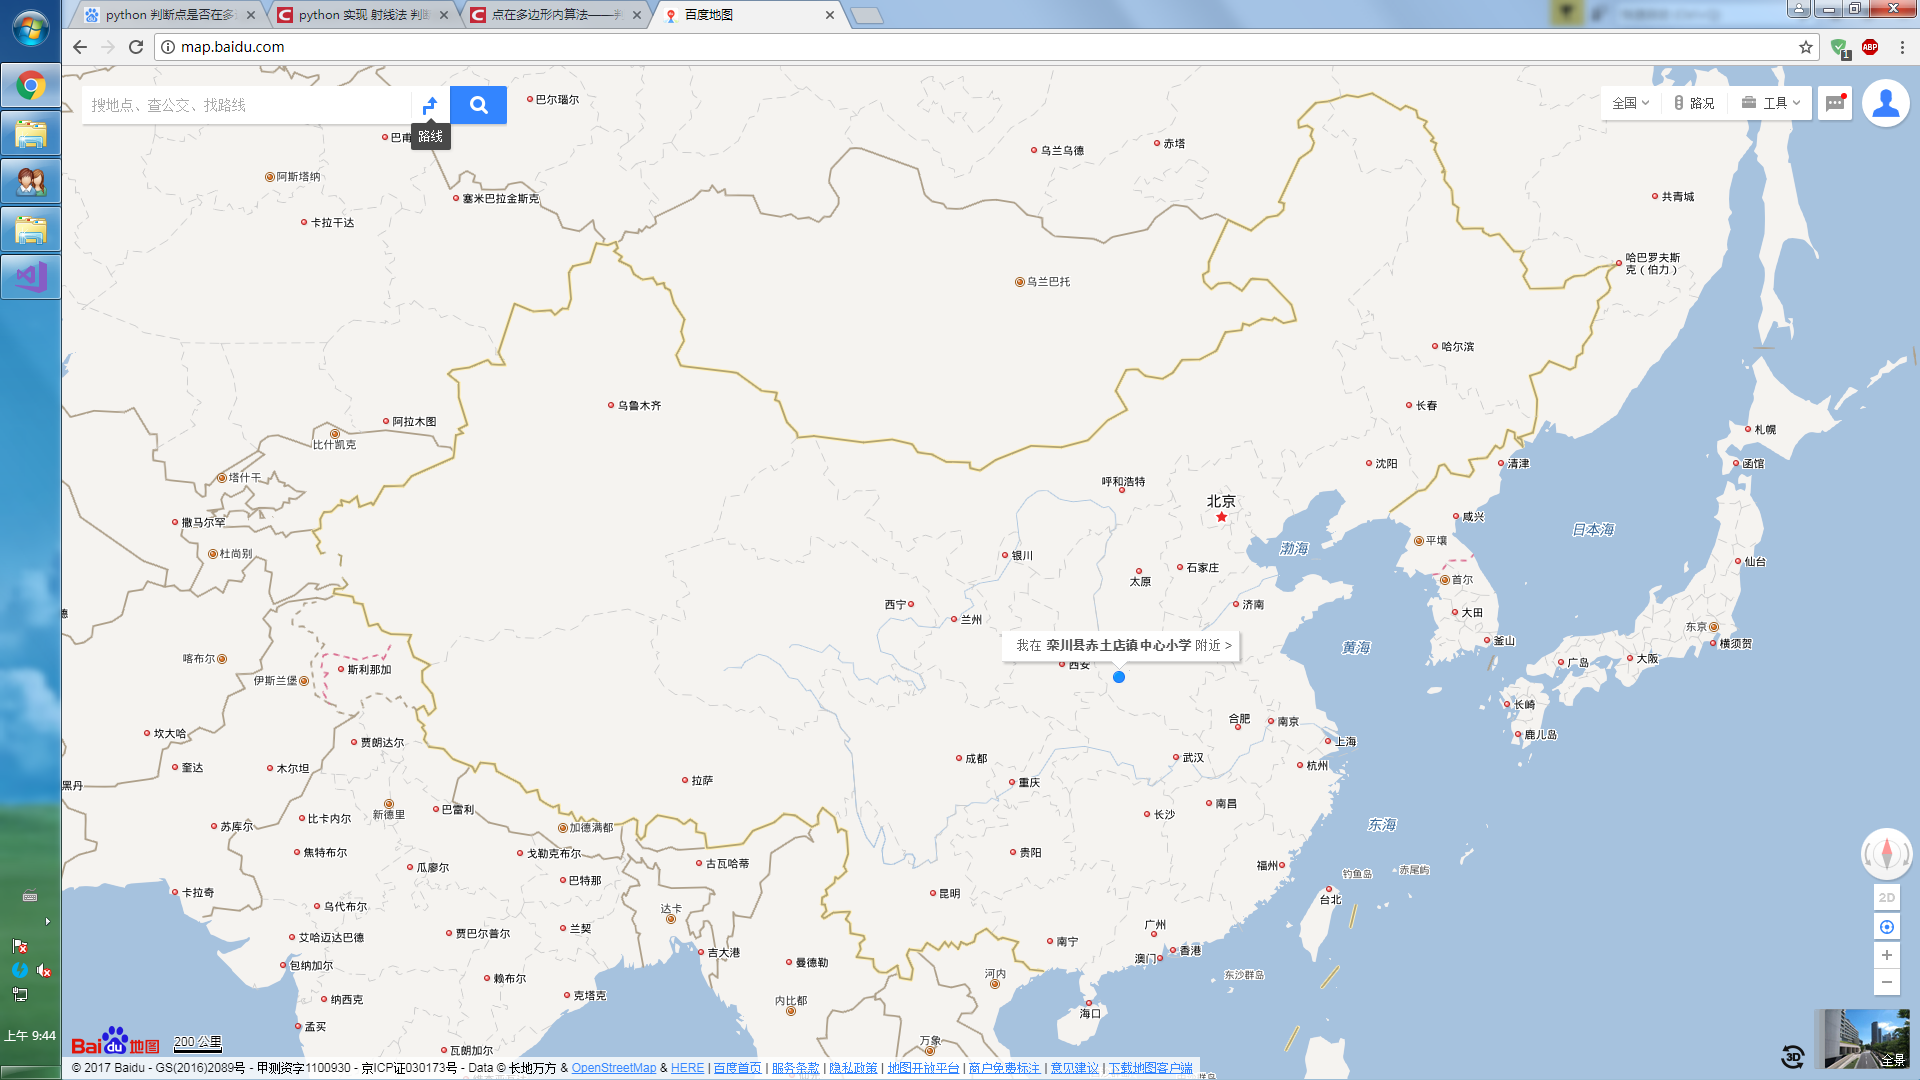 python 判断点是否在多
python 实现 射线法 判断
点在多边形内算法——判
百度地图
map.baidu.com
搜地点、查公交、找路线
路线
全国
路况
工具
巴尔瑙尔
巴甫
乌兰乌德
赤塔
阿斯塔纳
塞米巴拉金斯克
共青城
卡拉干达
哈巴罗夫斯
克（伯力）
乌兰巴托
哈尔滨
乌鲁木齐
长春
阿拉木图
札幌
比什凯克
沈阳
清津
函馆
塔什干
呼和浩特
北京
撒马尔罕
咸兴
日本海
平壤
渤海
杜尚别
银川
仙台
石家庄
太原
首尔
西宁
济南
兰州
大田
东京
釜山
横须贺
我在 栾川县赤土店镇中心小学 附近 >
黄海
喀布尔
西安
广岛
大阪
斯利那加
伊斯兰堡
长崎
合肥
南京
坎大哈
鹿儿岛
贾朗达尔
上海
奎达
木尔坦
成都
武汉
杭州
拉萨
重庆
黑丹
新德里
巴雷利
长沙
南昌
比卡内尔
苏库尔
加德满都
东海
焦特布尔
戈勒克布尔
贵阳
瓜廖尔
古瓦哈蒂
福州
钓鱼岛
赤尾屿
巴特那
卡拉奇
昆明
台北
乌代布尔
达卡
广州
艾哈迈达巴德
贾巴尔普尔
兰契
南宁
香港
吉大港
澳门
包纳加尔
曼德勒
赖布尔
河内
东沙群岛
纳西克
克塔克
内比都
海口
孟买
万象
瓦朗加尔
2D
3D
全景
1
ABP
上午 9:44
Bai du 地图
200 公里
© 2017 Baidu - GS(2016)2089号 - 甲测资字1100930 - 京ICP证030173号 - Data © 长地万方 & OpenStreetMap & HERE | 百度首页 | 服务条款 | 隐私政策 | 地图开放平台 | 商户免费标注 | 意见建议 | 下载地图客户端